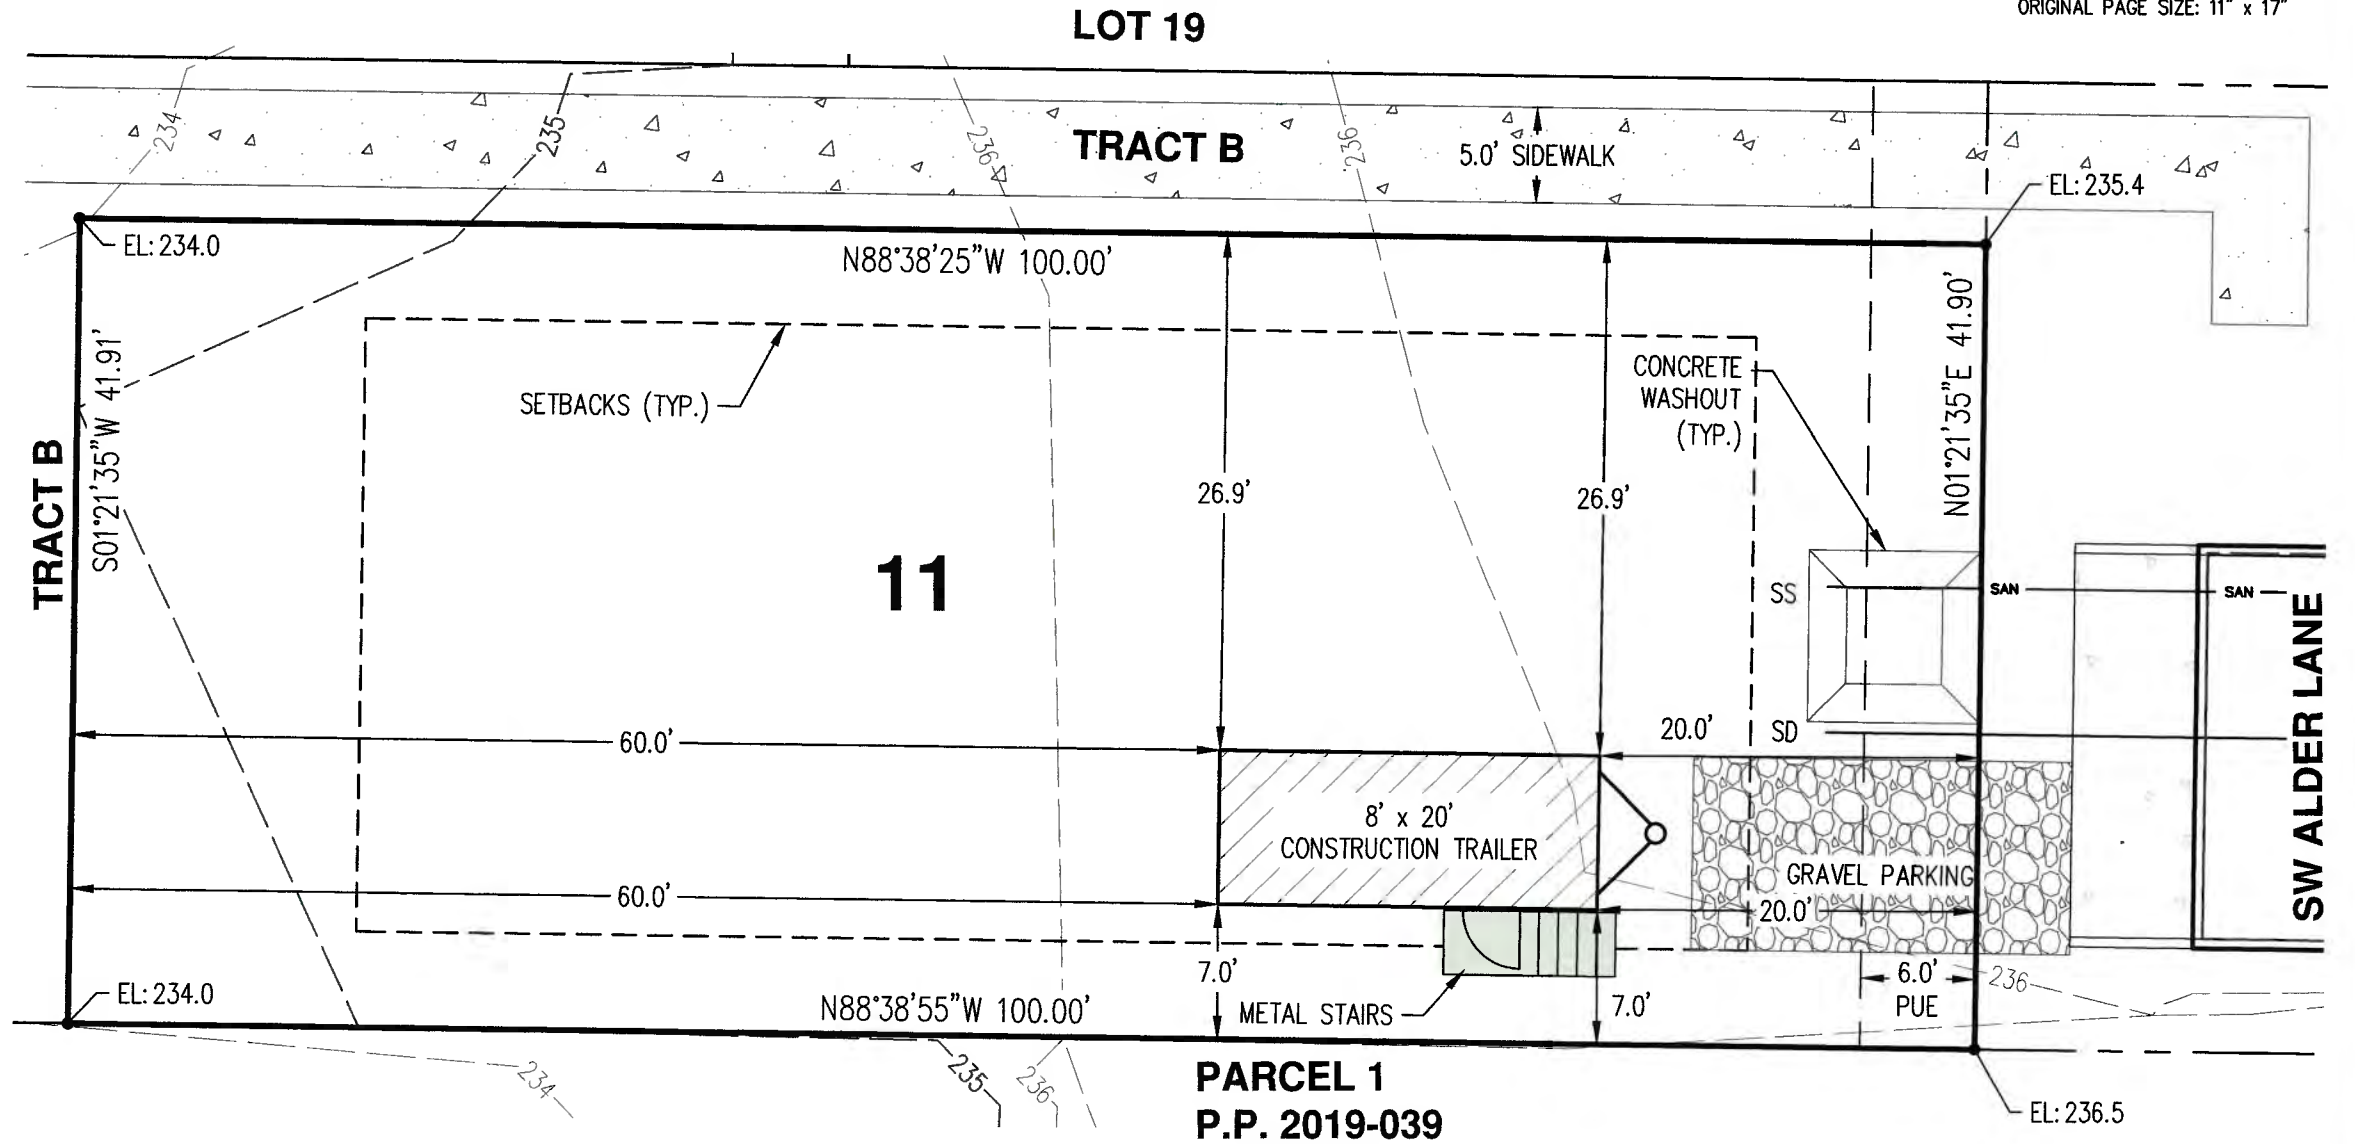 ORIGINAL PAGE SIZE: 11" x 17"
LOT 19
234
235
236
TRACT B
236
5.0' SIDEWALK
EL: 235.4
EL: 234.0
N88°38'25"W 100.00'
SETBACKS (TYP.)
CONCRETE
WASHOUT
(TYP.)
N01°21'35"E 41.90'
TRACT B
S01°21'35"W 41.91'
26.9'
26.9'
11
SS
SAN
SAN
SW ALDER LANE
60.0'
20.0'
SD
8' x 20'
CONSTRUCTION TRAILER
GRAVEL PARKING
60.0'
20.0'
7.0'
6.0'
PUE
236
EL: 234.0
N88°38'55"W 100.00'
METAL STAIRS
7.0'
234
235
236
PARCEL 1
P.P. 2019-039
EL: 236.5